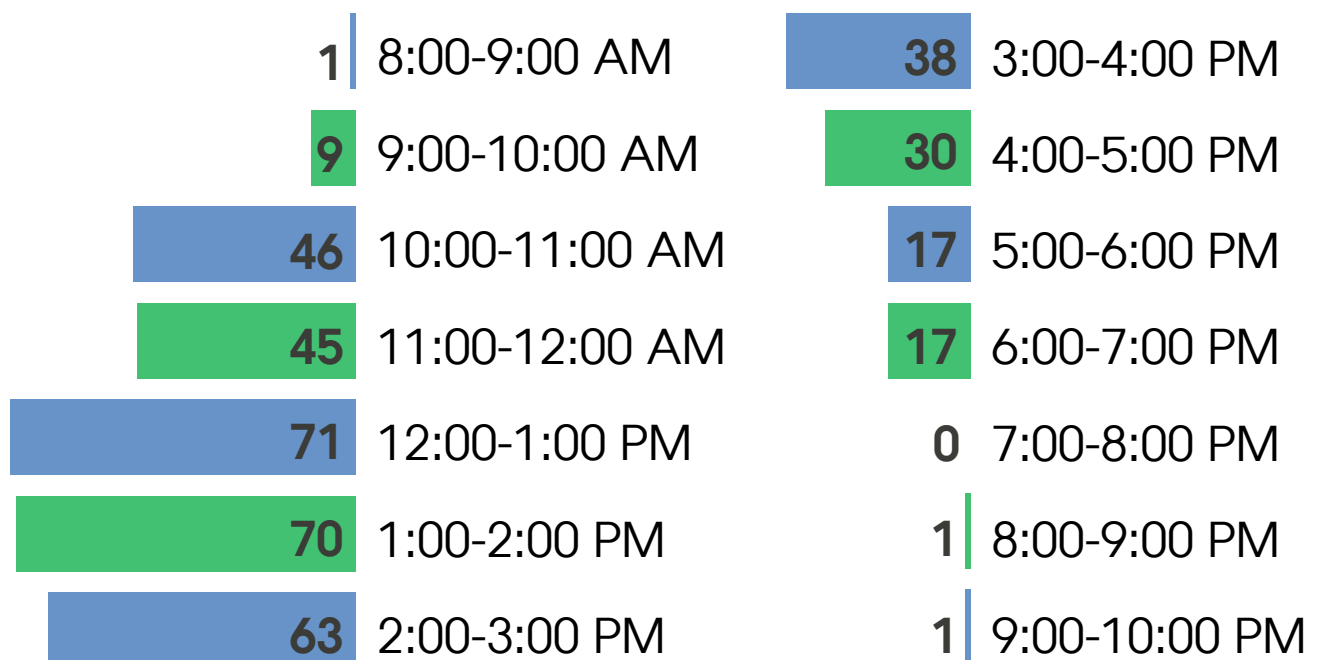 1 8:00-9:00 AM
9 9:00-10:00 AM
46 10:00-11:00 AM
45 11:00-12:00 AM
71 12:00-1:00 PM
70 1:00-2:00 PM
63 2:00-3:00 PM
38 3:00-4:00 PM
30 4:00-5:00 PM
17 5:00-6:00 PM
17 6:00-7:00 PM
0 7:00-8:00 PM
1 8:00-9:00 PM
1 9:00-10:00 PM